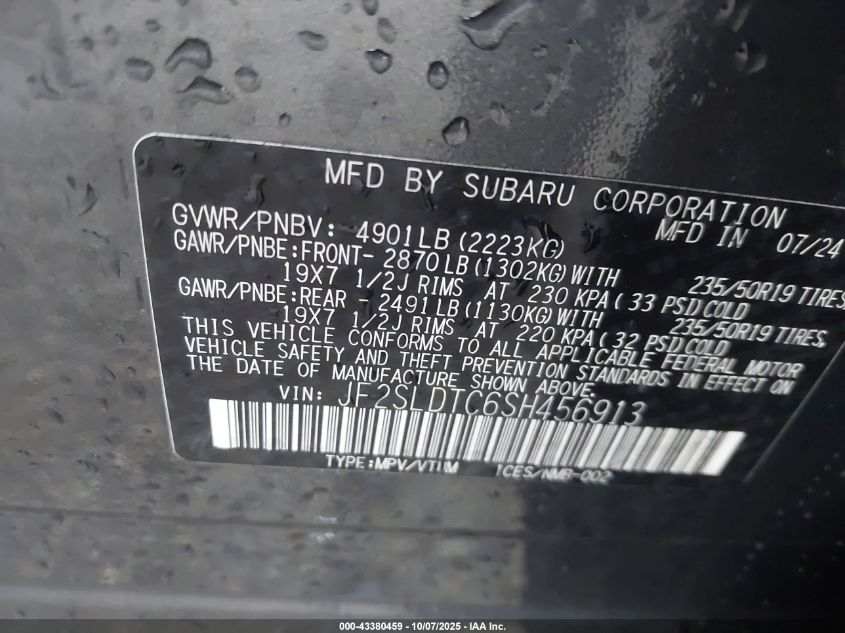 MFD BY SUBARU CORPORATION
MFD IN 07/24
GVWR/PNBV: 4901LB(2223KG)
GAWR/PNBE:FRONT- 2870LB(1302KG)WITH 235/50R19 TIRES,
19X7 1/2J RIMS AT 230 KPA( 33 PSI)COLD
GAWR/PNBE:REAR - 2491LB(1130KG)WITH 235/50R19 TIRES,
19X7 1/2J RIMS AT 220 KPA( 32 PSI)COLD
THIS VEHICLE CONFORMS TO ALL APPLICABLE FEDERAL MOTOR
VEHICLE SAFETY AND THEFT PREVENTION STANDARDS IN EFFECT ON
THE DATE OF MANUFACTURE SHOWN ABOVE.
VIN: JF2SLDTC6SH456913
TYPE:MPV/VTIM ICES/NMB-002
000-43380459 - 10/07/2025 - IAA Inc.